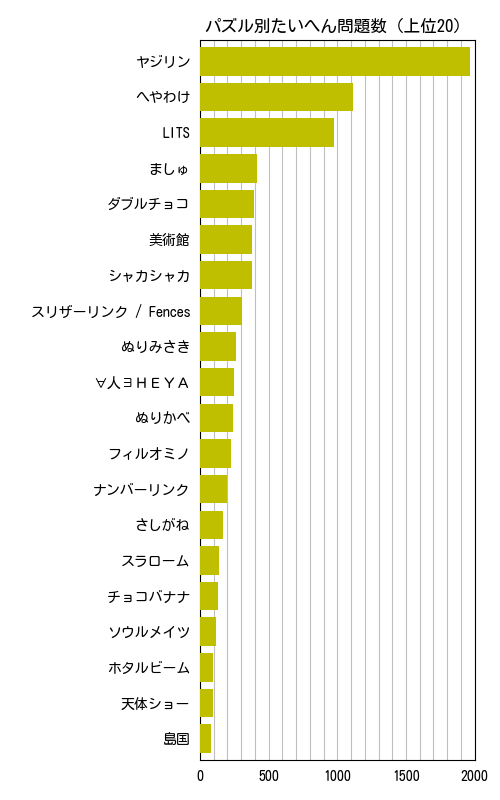 パズル別たいへん問題数 (上位20)
ヤジリン
へやわけ
LITS
ましゅ
ダブルチョコ
美術館
シャカシャカ
スリザーリンク / Fences
ぬりみさき
∀人∃ＨＥＹＡ
ぬりかべ
フィルオミノ
ナンバーリンク
さしがね
スラローム
チョコバナナ
ソウルメイツ
ホタルビーム
天体ショー
島国
0 500 1000 1500 2000